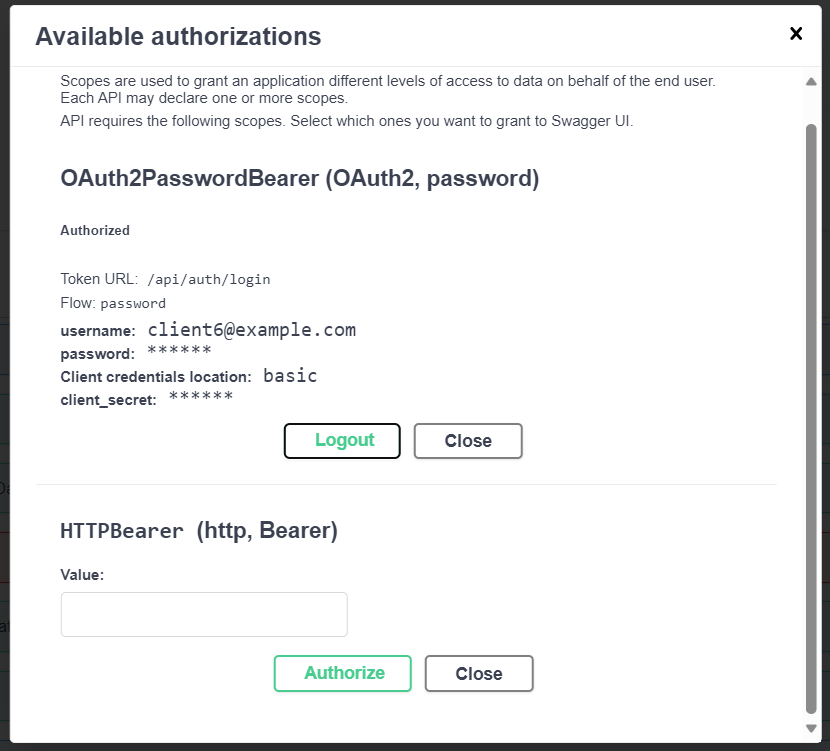 Available authorizations
Scopes are used to grant an application different levels of access to data on behalf of the end user.
Each API may declare one or more scopes.
API requires the following scopes. Select which ones you want to grant to Swagger UI.
OAuth2PasswordBearer (OAuth2, password)
Authorized
Token URL: /api/auth/login
Flow: password
username: client6@example.com
password: ******
Client credentials location: basic
client_secret: ******
Logout Close
HTTPBearer (http, Bearer)
Value:
Authorize Close